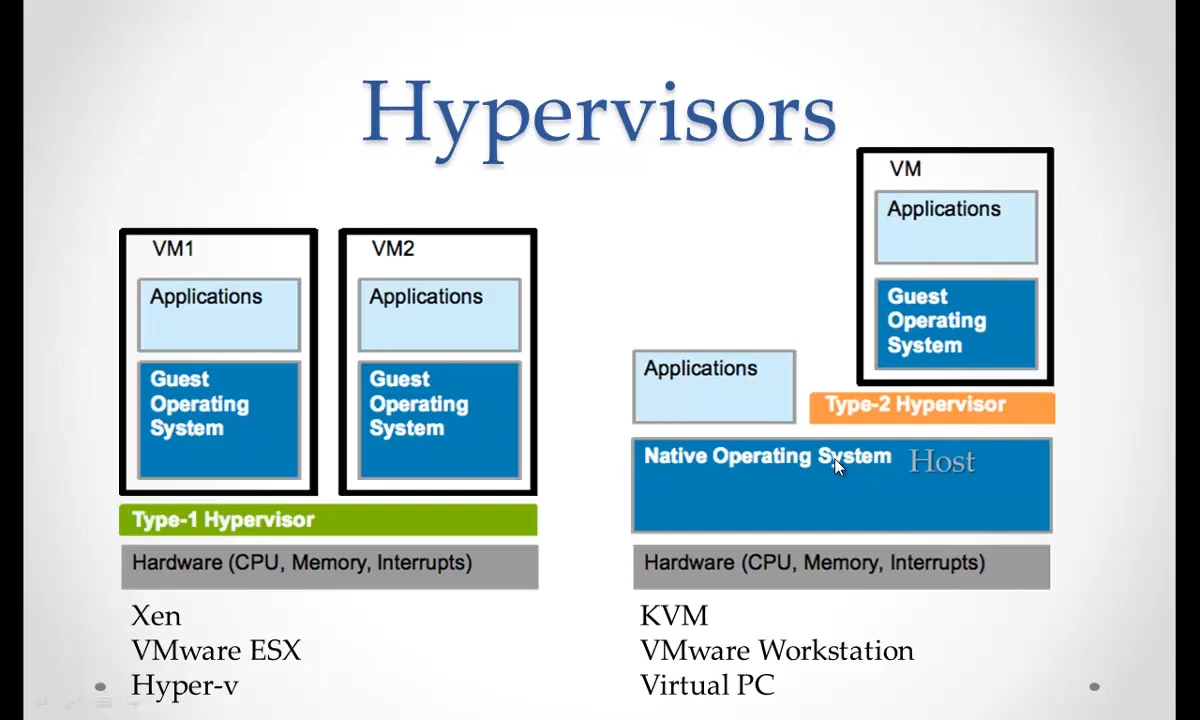 Hypervisors
VM1
Applications
Guest
Operating
System
VM2
Applications
Guest
Operating
System
Type-1 Hypervisor
Hardware (CPU, Memory, Interrupts)
Xen
VMware ESX
Hyper-v
VM
Applications
Guest
Operating
System
Applications
Type-2 Hypervisor
Native Operating System Host
Hardware (CPU, Memory, Interrupts)
KVM
VMware Workstation
Virtual PC